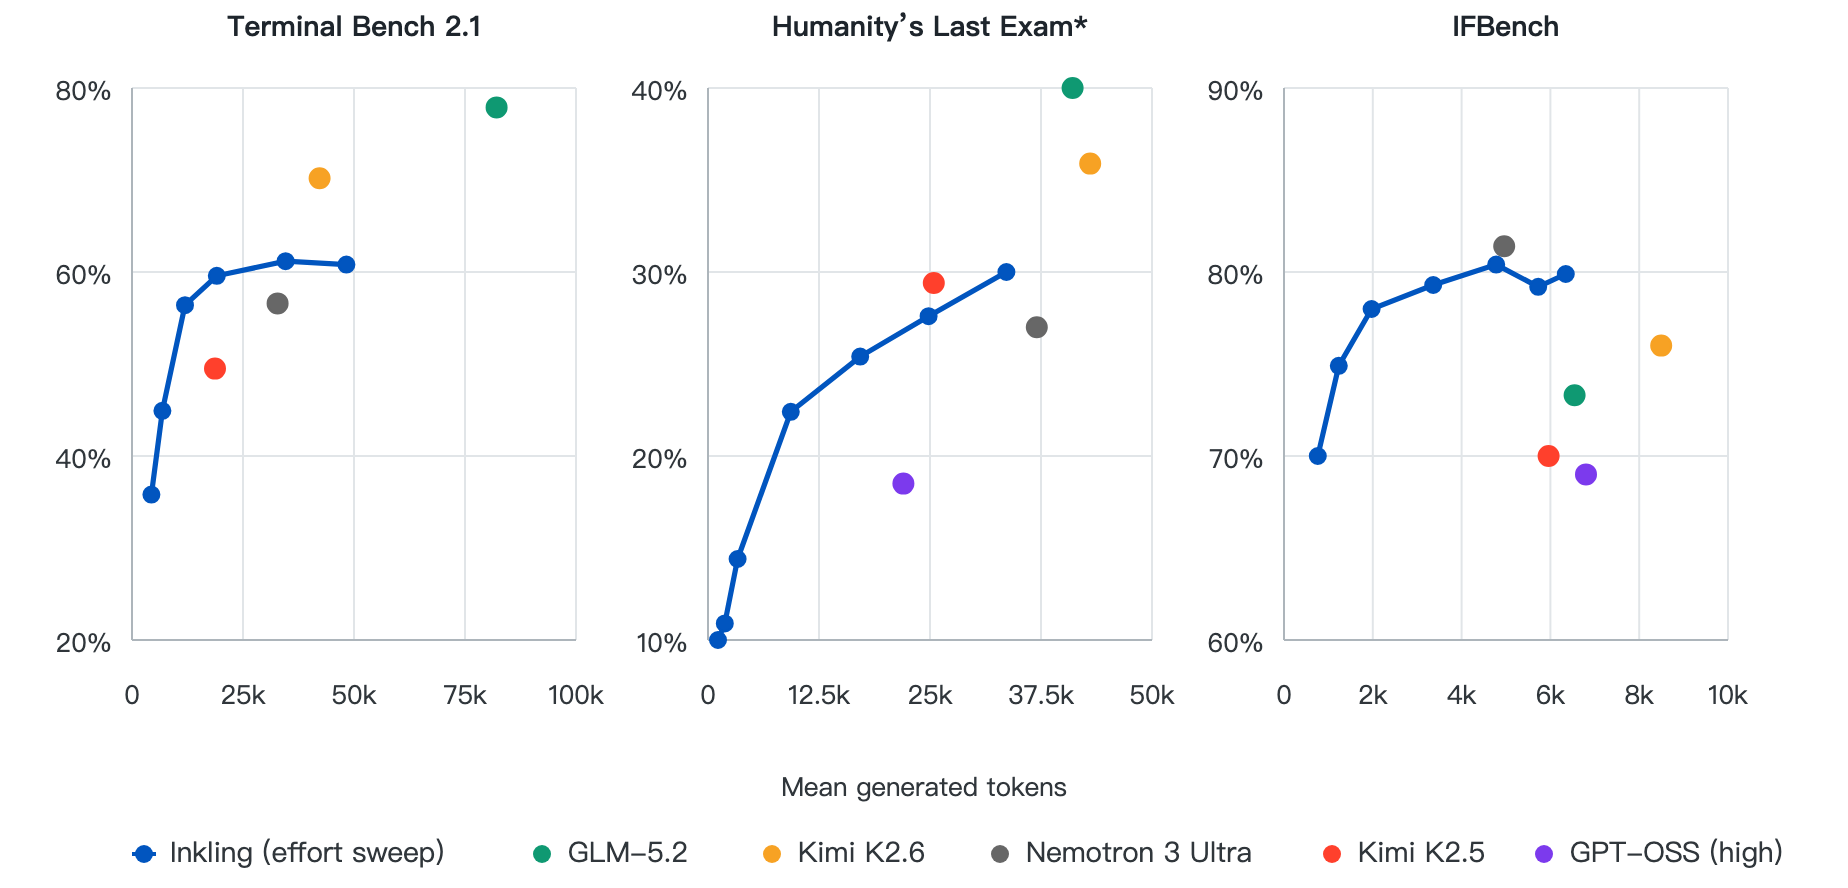 Terminal Bench 2.1
80%
60%
40%
20%
0 25k 50k 75k 100k
Humanity’s Last Exam*
40%
30%
20%
10%
0 12.5k 25k 37.5k 50k
IFBench
90%
80%
70%
60%
0 2k 4k 6k 8k 10k
Mean generated tokens
Inkling (effort sweep) GLM–5.2 Kimi K2.6 Nemotron 3 Ultra Kimi K2.5 GPT–OSS (high)